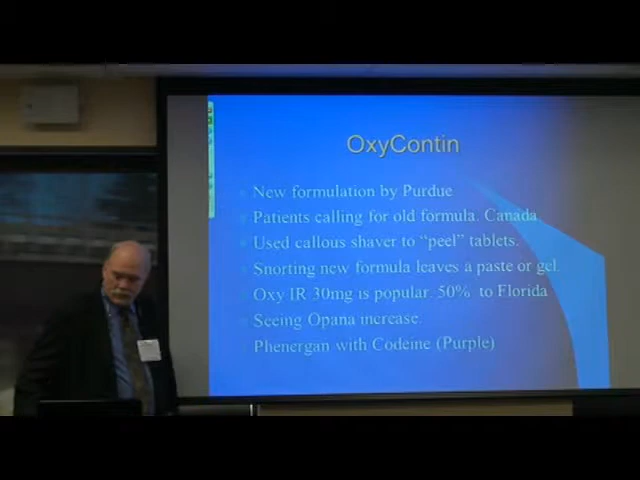 OxyContin
New formulation by Purdue
Patients calling for old formula. Canada
Used callous shaver to “peel” tablets.
Snorting new formula leaves a paste or gel.
Oxy IR 30mg is popular. 50% to Florida
Seeing Opana increase.
Phenergan with Codeine (Purple)